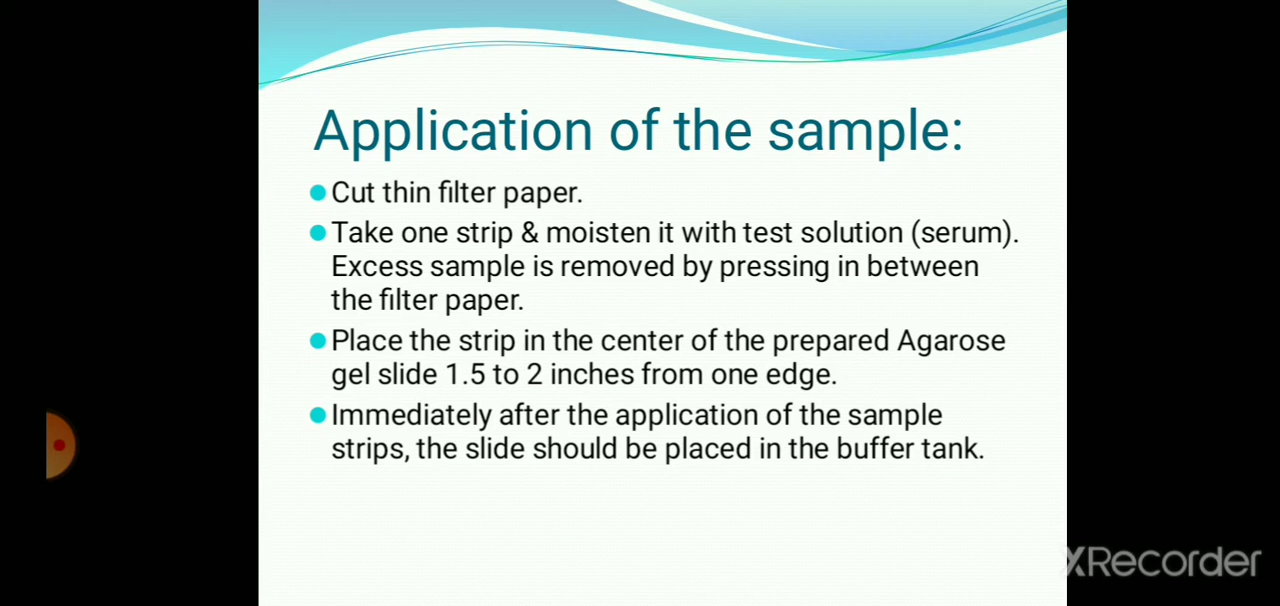 Application of the sample:
Cut thin filter paper.
Take one strip & moisten it with test solution (serum).
Excess sample is removed by pressing in between
the filter paper.
Place the strip in the center of the prepared Agarose
gel slide 1.5 to 2 inches from one edge.
Immediately after the application of the sample
strips, the slide should be placed in the buffer tank.
XRecorder